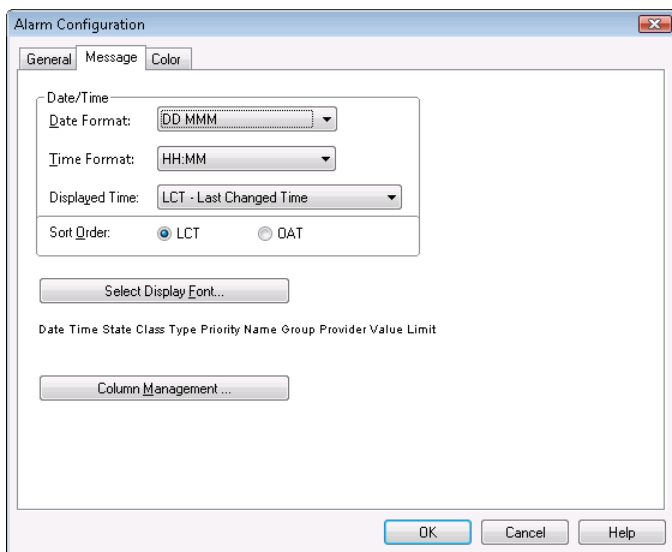 Alarm Configuration
General Message Color
Date/Time
Date Format: DD MMM
Time Format: HH:MM
Displayed Time: LCT - Last Changed Time
Sort Order: LCT OAT
Select Display Font...
Date Time State Class Type Priority Name Group Provider Value Limit
Column Management ...
OK Cancel Help